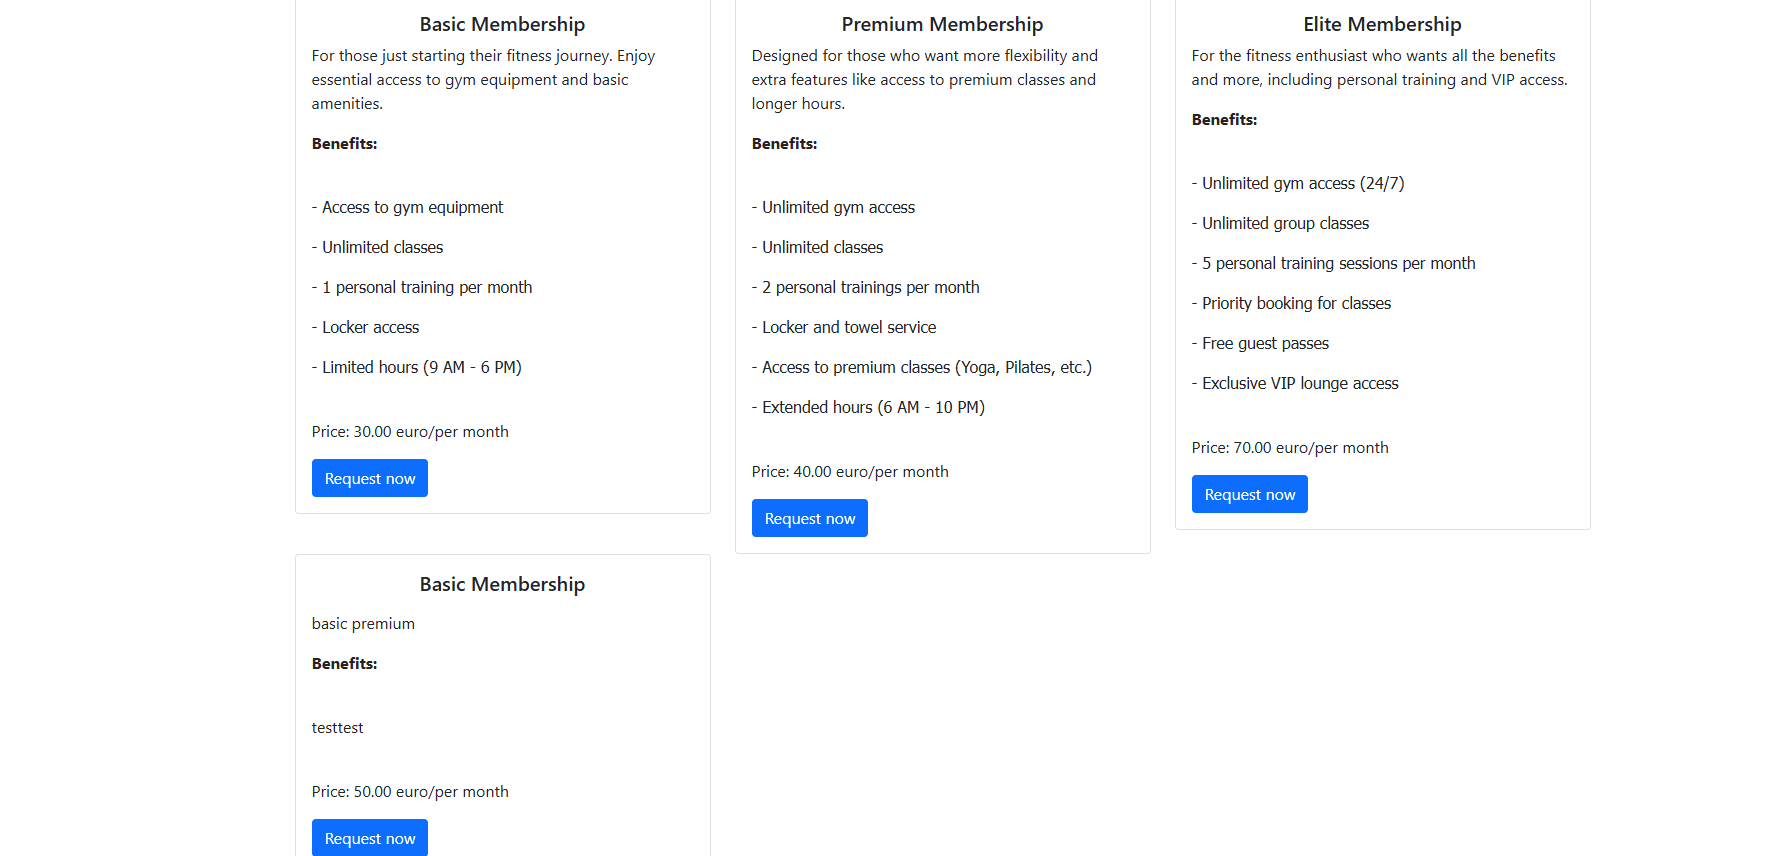 Basic Membership
For those just starting their fitness journey. Enjoy
essential access to gym equipment and basic
amenities.
Benefits:
- Access to gym equipment
- Unlimited classes
- 1 personal training per month
- Locker access
- Limited hours (9 AM - 6 PM)
Price: 30.00 euro/per month
Request now
Premium Membership
Designed for those who want more flexibility and
extra features like access to premium classes and
longer hours.
Benefits:
- Unlimited gym access
- Unlimited classes
- 2 personal trainings per month
- Locker and towel service
- Access to premium classes (Yoga, Pilates, etc.)
- Extended hours (6 AM - 10 PM)
Price: 40.00 euro/per month
Request now
Elite Membership
For the fitness enthusiast who wants all the benefits
and more, including personal training and VIP access.
Benefits:
- Unlimited gym access (24/7)
- Unlimited group classes
- 5 personal training sessions per month
- Priority booking for classes
- Free guest passes
- Exclusive VIP lounge access
Price: 70.00 euro/per month
Request now
Basic Membership
basic premium
Benefits:
testtest
Price: 50.00 euro/per month
Request now